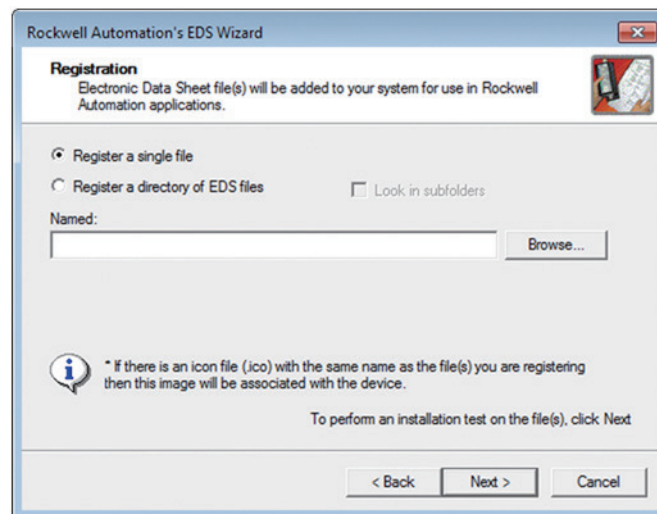 Rockwell Automation's EDS Wizard
Registration
Electronic Data Sheet file(s) will be added to your system for use in Rockwell
Automation applications.
Register a single file
Register a directory of EDS files
Look in subfolders
Named:
Browse...
* If there is an icon file (.ico) with the same name as the file(s) you are registering
then this image will be associated with the device.
To perform an installation test on the file(s), click Next
< Back
Next >
Cancel